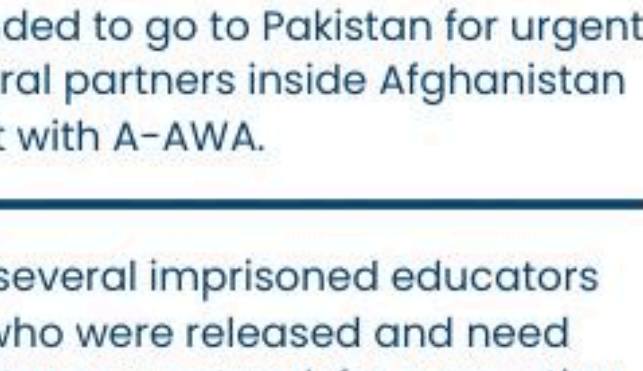 ded to go to Pakistan for urgent
ral partners inside Afghanistan
t with A-AWA.
several imprisoned educators
who were released and need